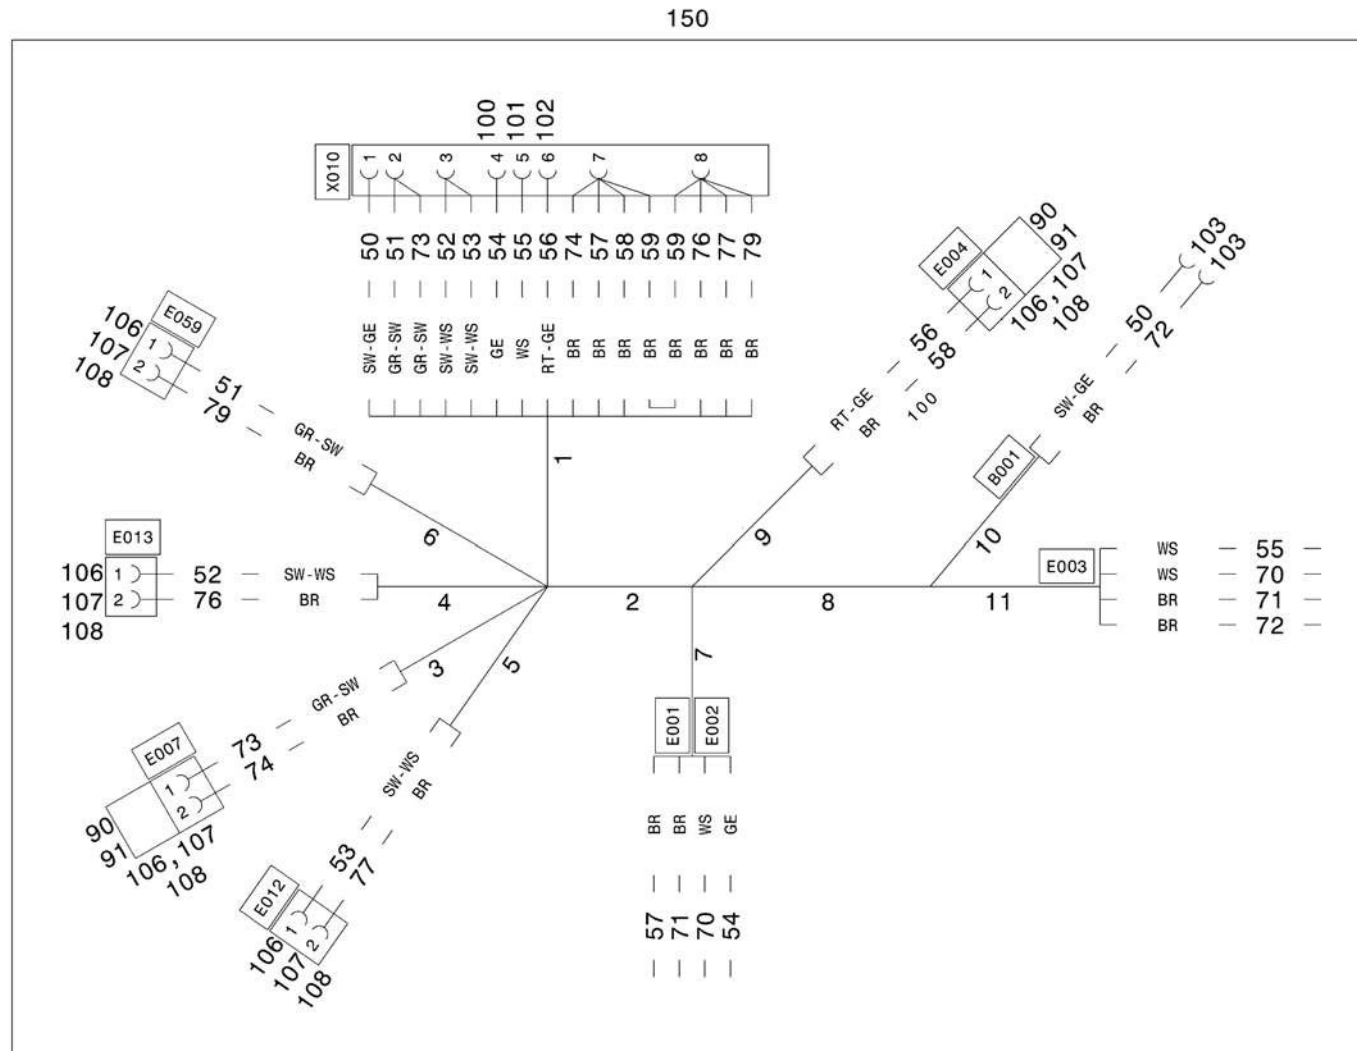 150
100 101 102
X010 1 2 3 4 5 6 7 8
50 51 73 52 53 54 55 56 74 57 58 59 59 76 77 79
SW-GE GR-SW GR-SW SW-WS SW-WS GE WS RT-GE BR BR BR BR BR BR BR BR
1
E059
106 1
107 2
108
51 GR-SW
79 BR
6
E013
106 1 52 SW-WS
107 2 76 BR
108
4
E007
1 73 GR-SW
2 74 BR
90
91
106,107
108
3
E012
1 53 SW-WS
2 77 BR
106
107
108
5
2
7
E001 E002
BR BR WS GE
57 71 70 54
E004
90
91
1 2
106,107
108
56 RT-GE
58 BR
100
9
8
103
103
50 SW-GE
72 BR
B001
10
11
E003
WS 55
WS 70
BR 71
BR 72